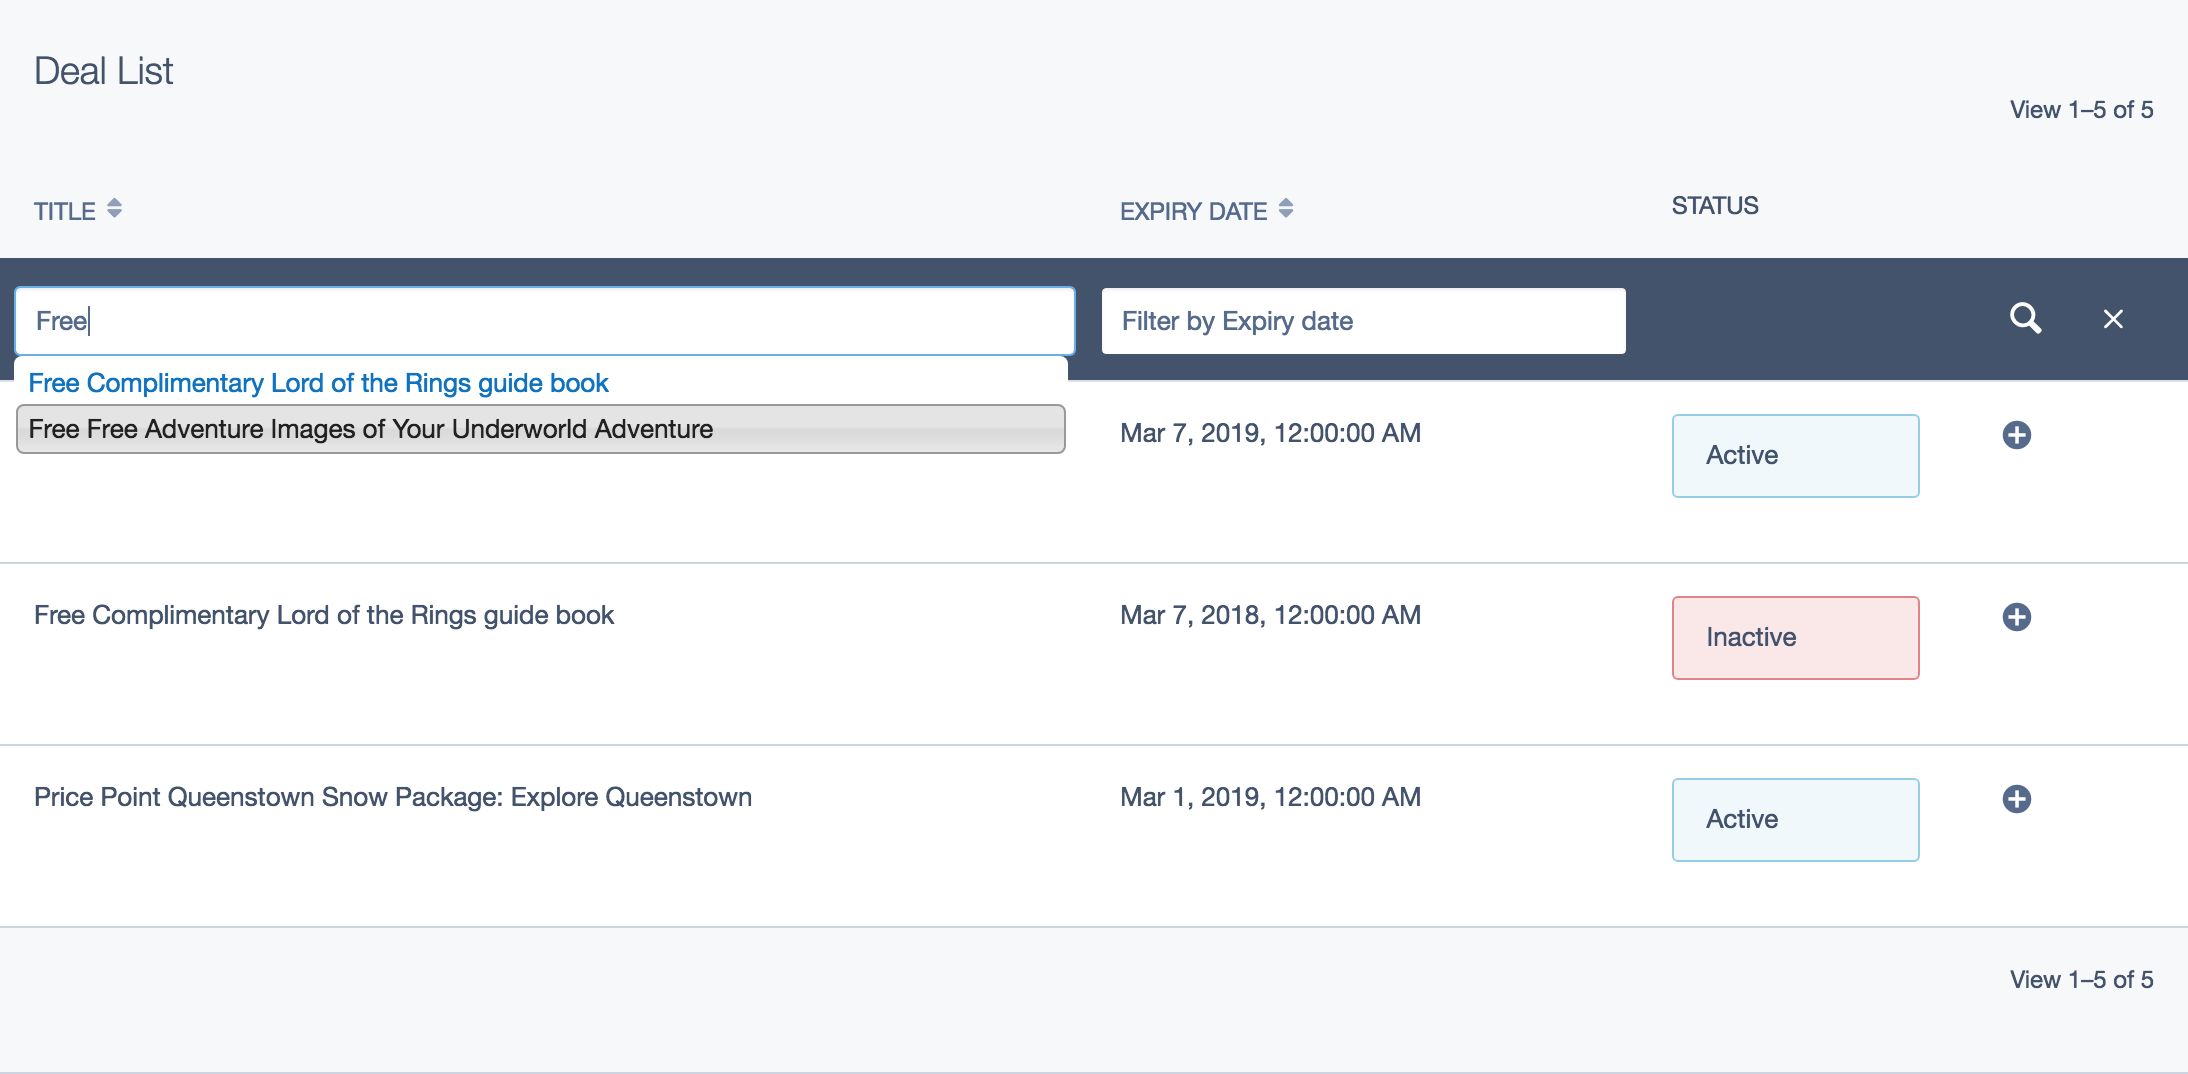 Deal List
View 1–5 of 5
TITLE EXPIRY DATE STATUS
Free Filter by Expiry date
Free Complimentary Lord of the Rings guide book
Free Free Adventure Images of Your Underworld Adventure
Mar 7, 2019, 12:00:00 AM Active
Free Complimentary Lord of the Rings guide book Mar 7, 2018, 12:00:00 AM Inactive
Price Point Queenstown Snow Package: Explore Queenstown Mar 1, 2019, 12:00:00 AM Active
View 1–5 of 5